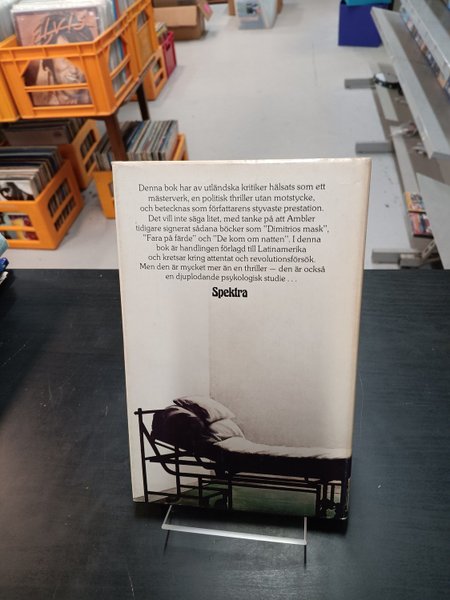 Elvis
Denna bok har av utländska kritiker hälsats som ett
mästerverk, en politisk thriller utan motstycke,
och betecknas som författarens styvaste prestation.
Det vill inte säga litet, med tanke på att Ambler
tidigare signerat sådana böcker som "Dimitrios mask",
"Fara på färde" och "De kom om natten". I denna
bok är handlingen förlagd till Latinamerika
och kretsar kring attentat och revolutionsförsök.
Men den är mycket mer än en thriller — den är också
en djuplodande psykologisk studie . . .
Spektra